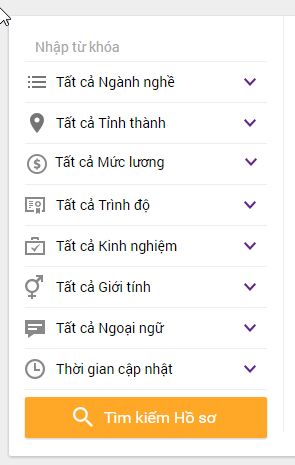 Nhập từ khóa
Tất cả Ngành nghề
Tất cả Tỉnh thành
Tất cả Mức lương
Tất cả Trình độ
Tất cả Kinh nghiệm
Tất cả Giới tính
Tất cả Ngoại ngữ
Thời gian cập nhật
Tìm kiếm Hồ sơ